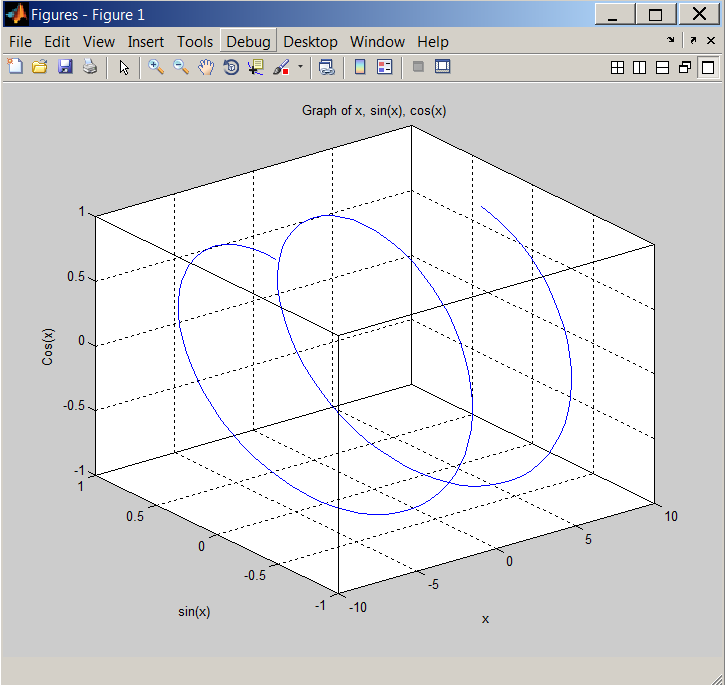 Figures - Figure 1
File Edit View Insert Tools Debug Desktop Window Help
Graph of x, sin(x), cos(x)
1
0.5
0
-0.5
-1
Cos(x)
1
0.5
0
-0.5
-1
sin(x)
-10
-5
0
5
10
x